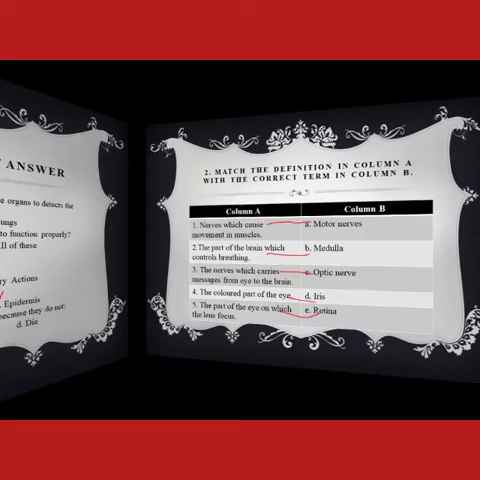 ANSWER
e organs to detects the
ngs
to function properly?
ll of these
ry Actions
. Epidermis
because they do not:
d. Die
2. MATCH THE DEFINITION IN COLUMN A
WITH THE CORRECT TERM IN COLUMN B.
Column A Column B
1. Nerves which cause a. Motor nerves
movement in muscles.
2.The part of the brain which b. Medulla
controls breathing.
3. The nerves which carries c. Optic nerve
messages from eye to the brain.
4. The coloured part of the eye. d. Iris
5. The part of the eye on which e. Retina
the lens focus.